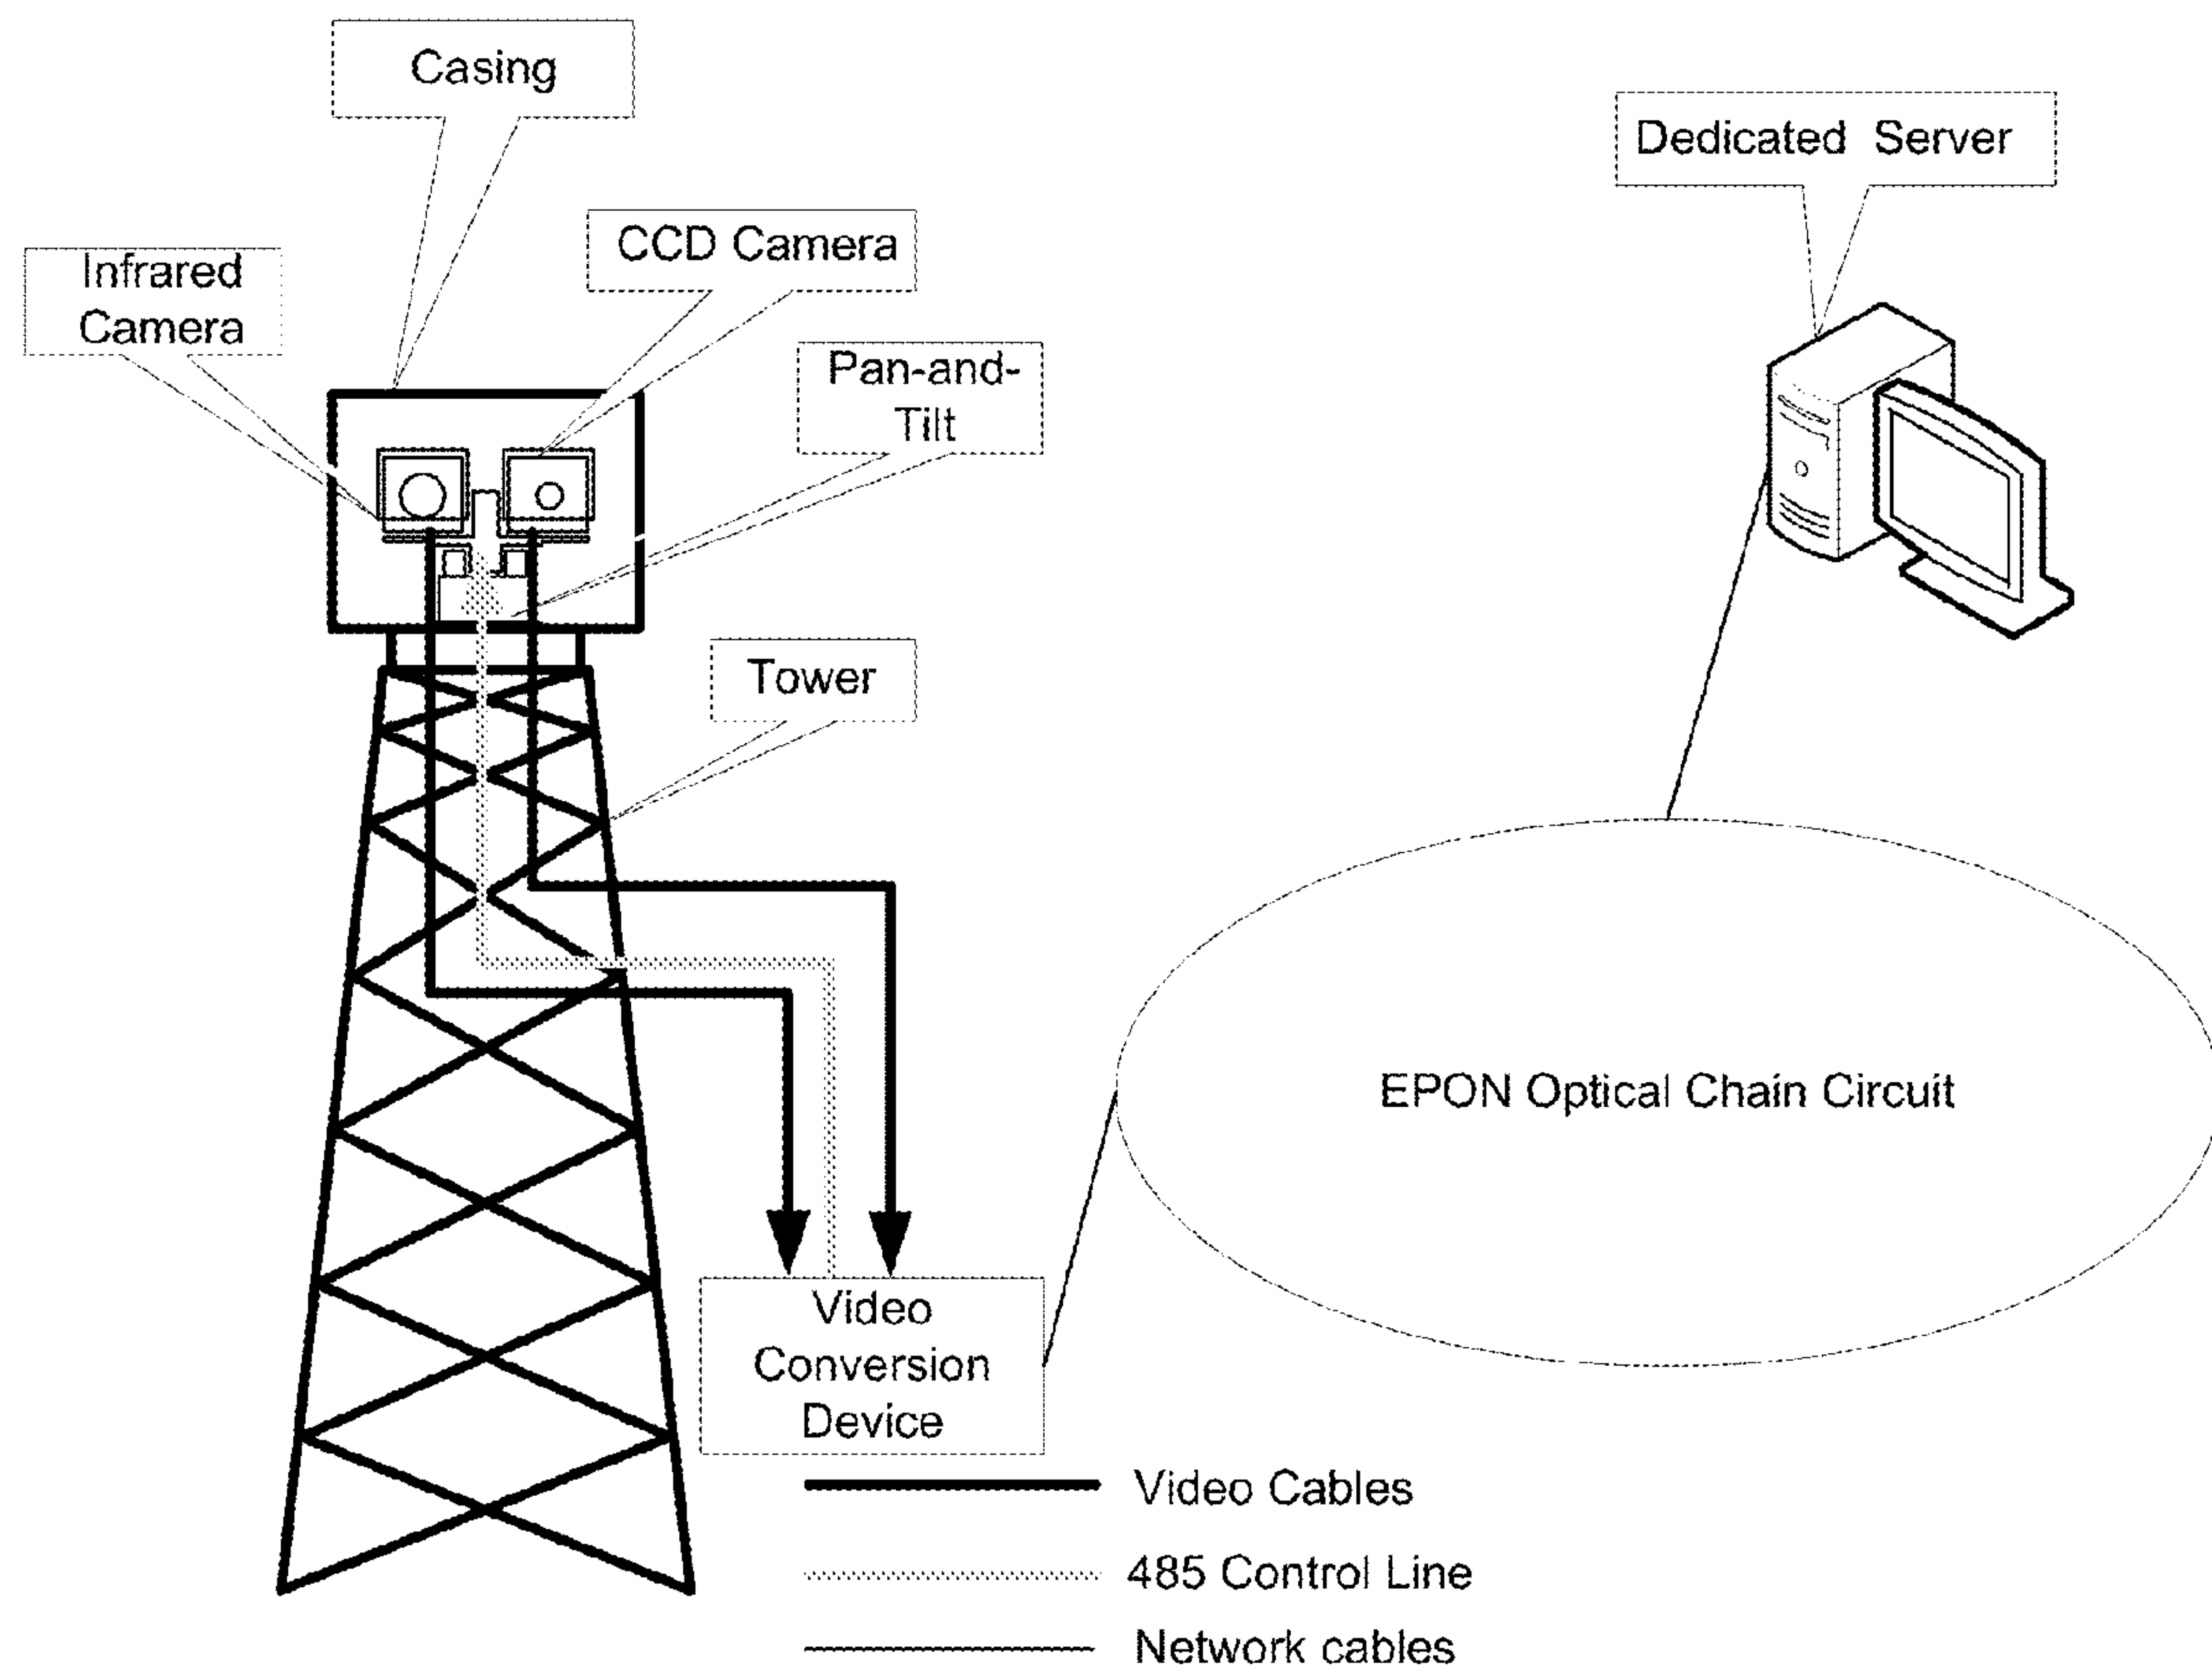 Casing
Dedicated Server
CCD Camera
Infrared
Camera
Pan-and-
Tilt
Tower
EPON Optical Chain Circuit
Video
Conversion
Device
Video Cables
485 Control Line
Network cables